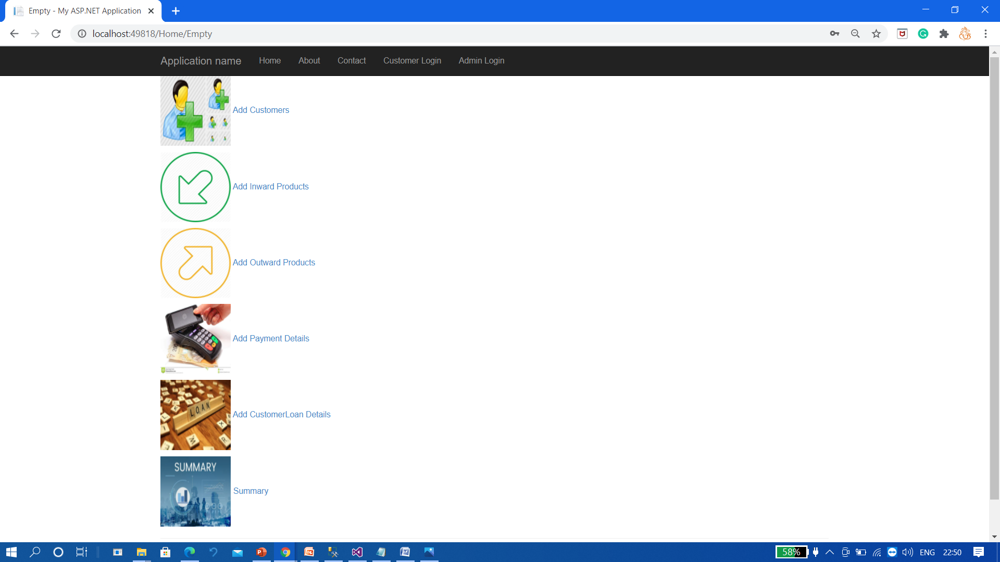 Empty - My ASP.NET Application
localhost:49818/Home/Empty
Application name Home About Contact Customer Login Admin Login
Add Customers
Add Inward Products
Add Outward Products
Add Payment Details
LOAN
Add CustomerLoan Details
SUMMARY
Summary
58% ENG 22:50